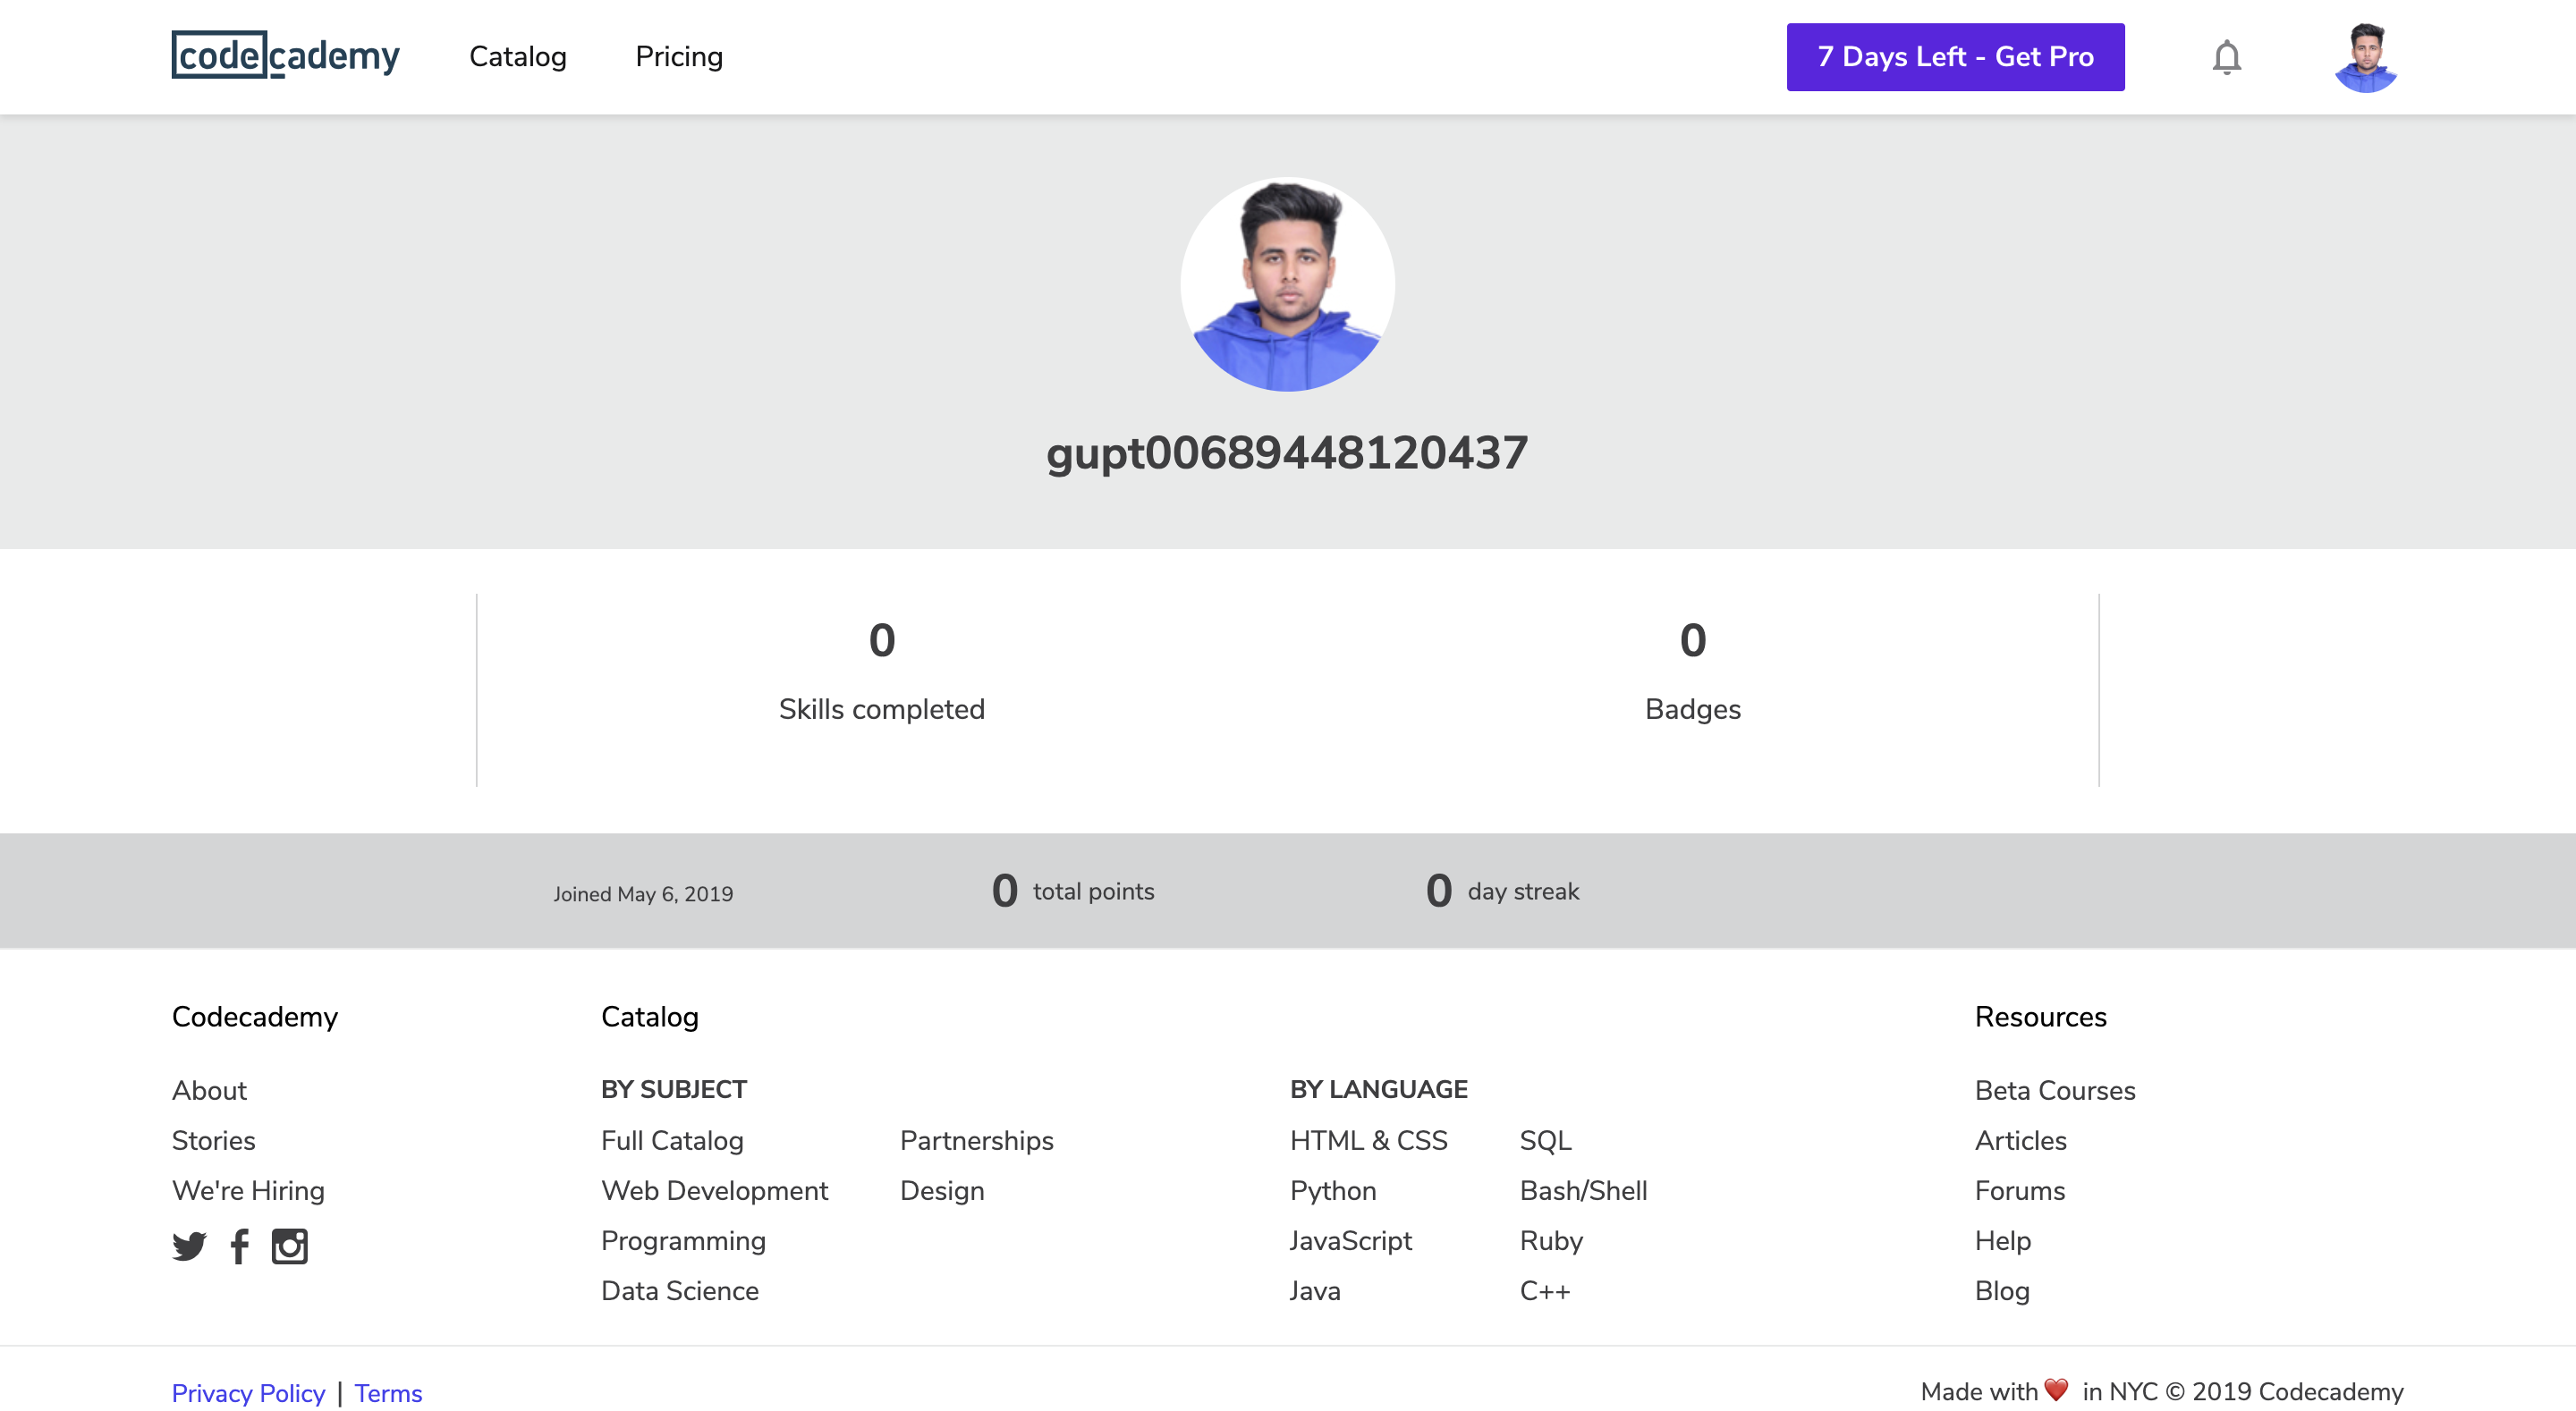 codecademy Catalog Pricing 7 Days Left - Get Pro
gupt00689448120437
0 0
Skills completed Badges
Joined May 6, 2019 0 total points 0 day streak
Codecademy Catalog Resources
About BY SUBJECT BY LANGUAGE Beta Courses
Stories Full Catalog Partnerships HTML & CSS SQL Articles
We're Hiring Web Development Design Python Bash/Shell Forums
Programming JavaScript Ruby Help
Data Science Java C++ Blog
Privacy Policy | Terms Made with ❤️ in NYC © 2019 Codecademy